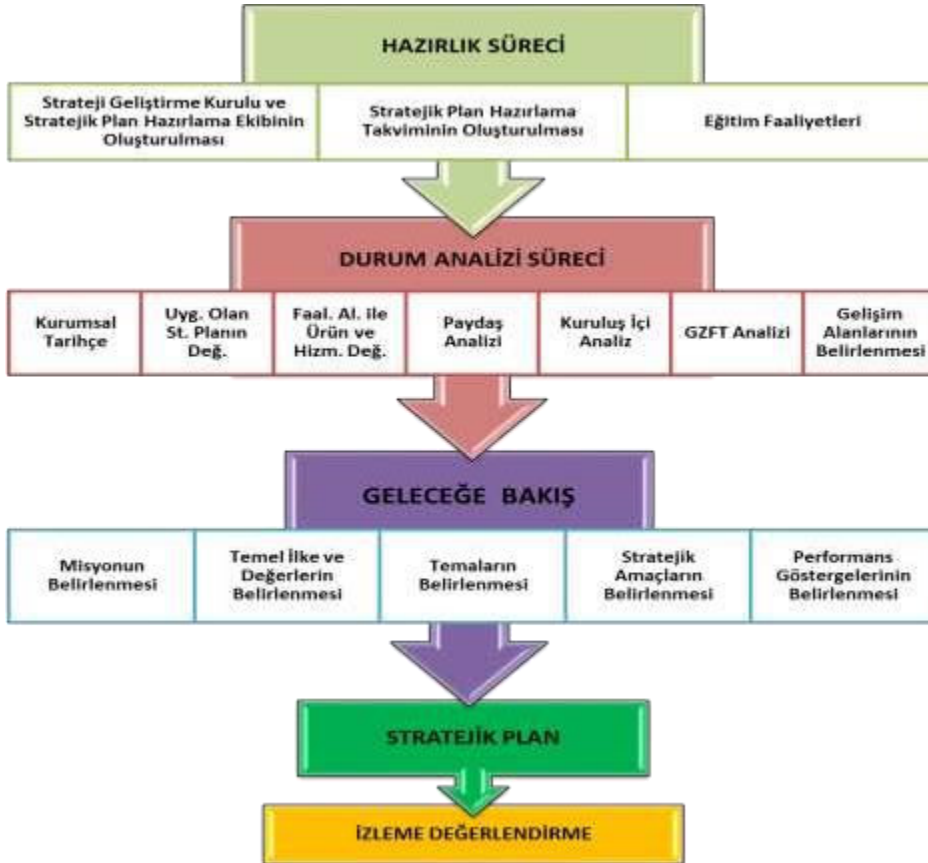 HAZIRLIK SÜRECİ
Strateji Geliştirme Kurulu ve
Stratejik Plan Hazırlama Ekibinin
Oluşturulması
Stratejik Plan Hazırlama
Takviminin Oluşturulması
Eğitim Faaliyetleri
DURUM ANALİZİ SÜRECİ
Kurumsal
Tarihçe
Uyg. Olan
St. Planın
Değ.
Faal. Al. ile
Ürün ve
Hizm. Değ.
Paydaş
Analizi
Kuruluş İçi
Analiz
GZFT Analizi
Gelişim
Alanlarının
Belirlenmesi
GELECEĞE BAKIŞ
Misyonun
Belirlenmesi
Temel İlke ve
Değerlerin
Belirlenmesi
Temaların
Belirlenmesi
Stratejik
Amaçların
Belirlenmesi
Performans
Göstergelerinin
Belirlenmesi
STRATEJİK PLAN
İZLEME DEĞERLENDİRME